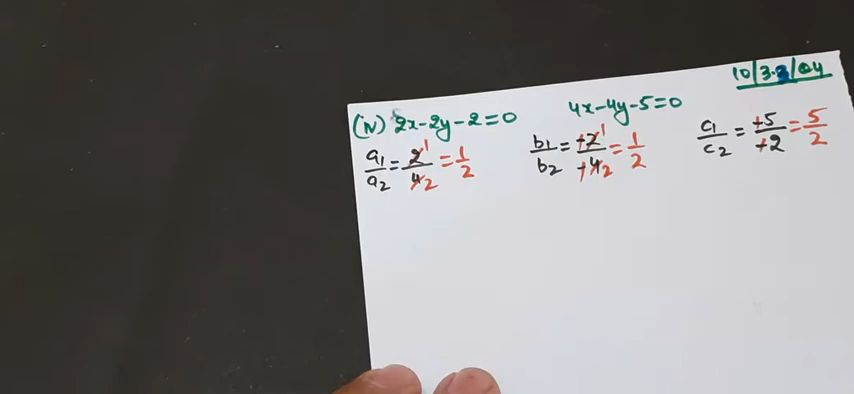 10/3.3/04
(iv) 2x-2y-2=0 4x-4y-5=0
a₁/a₂ = 2/4 = 1/2 b₁/b₂ = -2/-4 = 1/2 c₁/c₂ = -5/-2 = 5/2